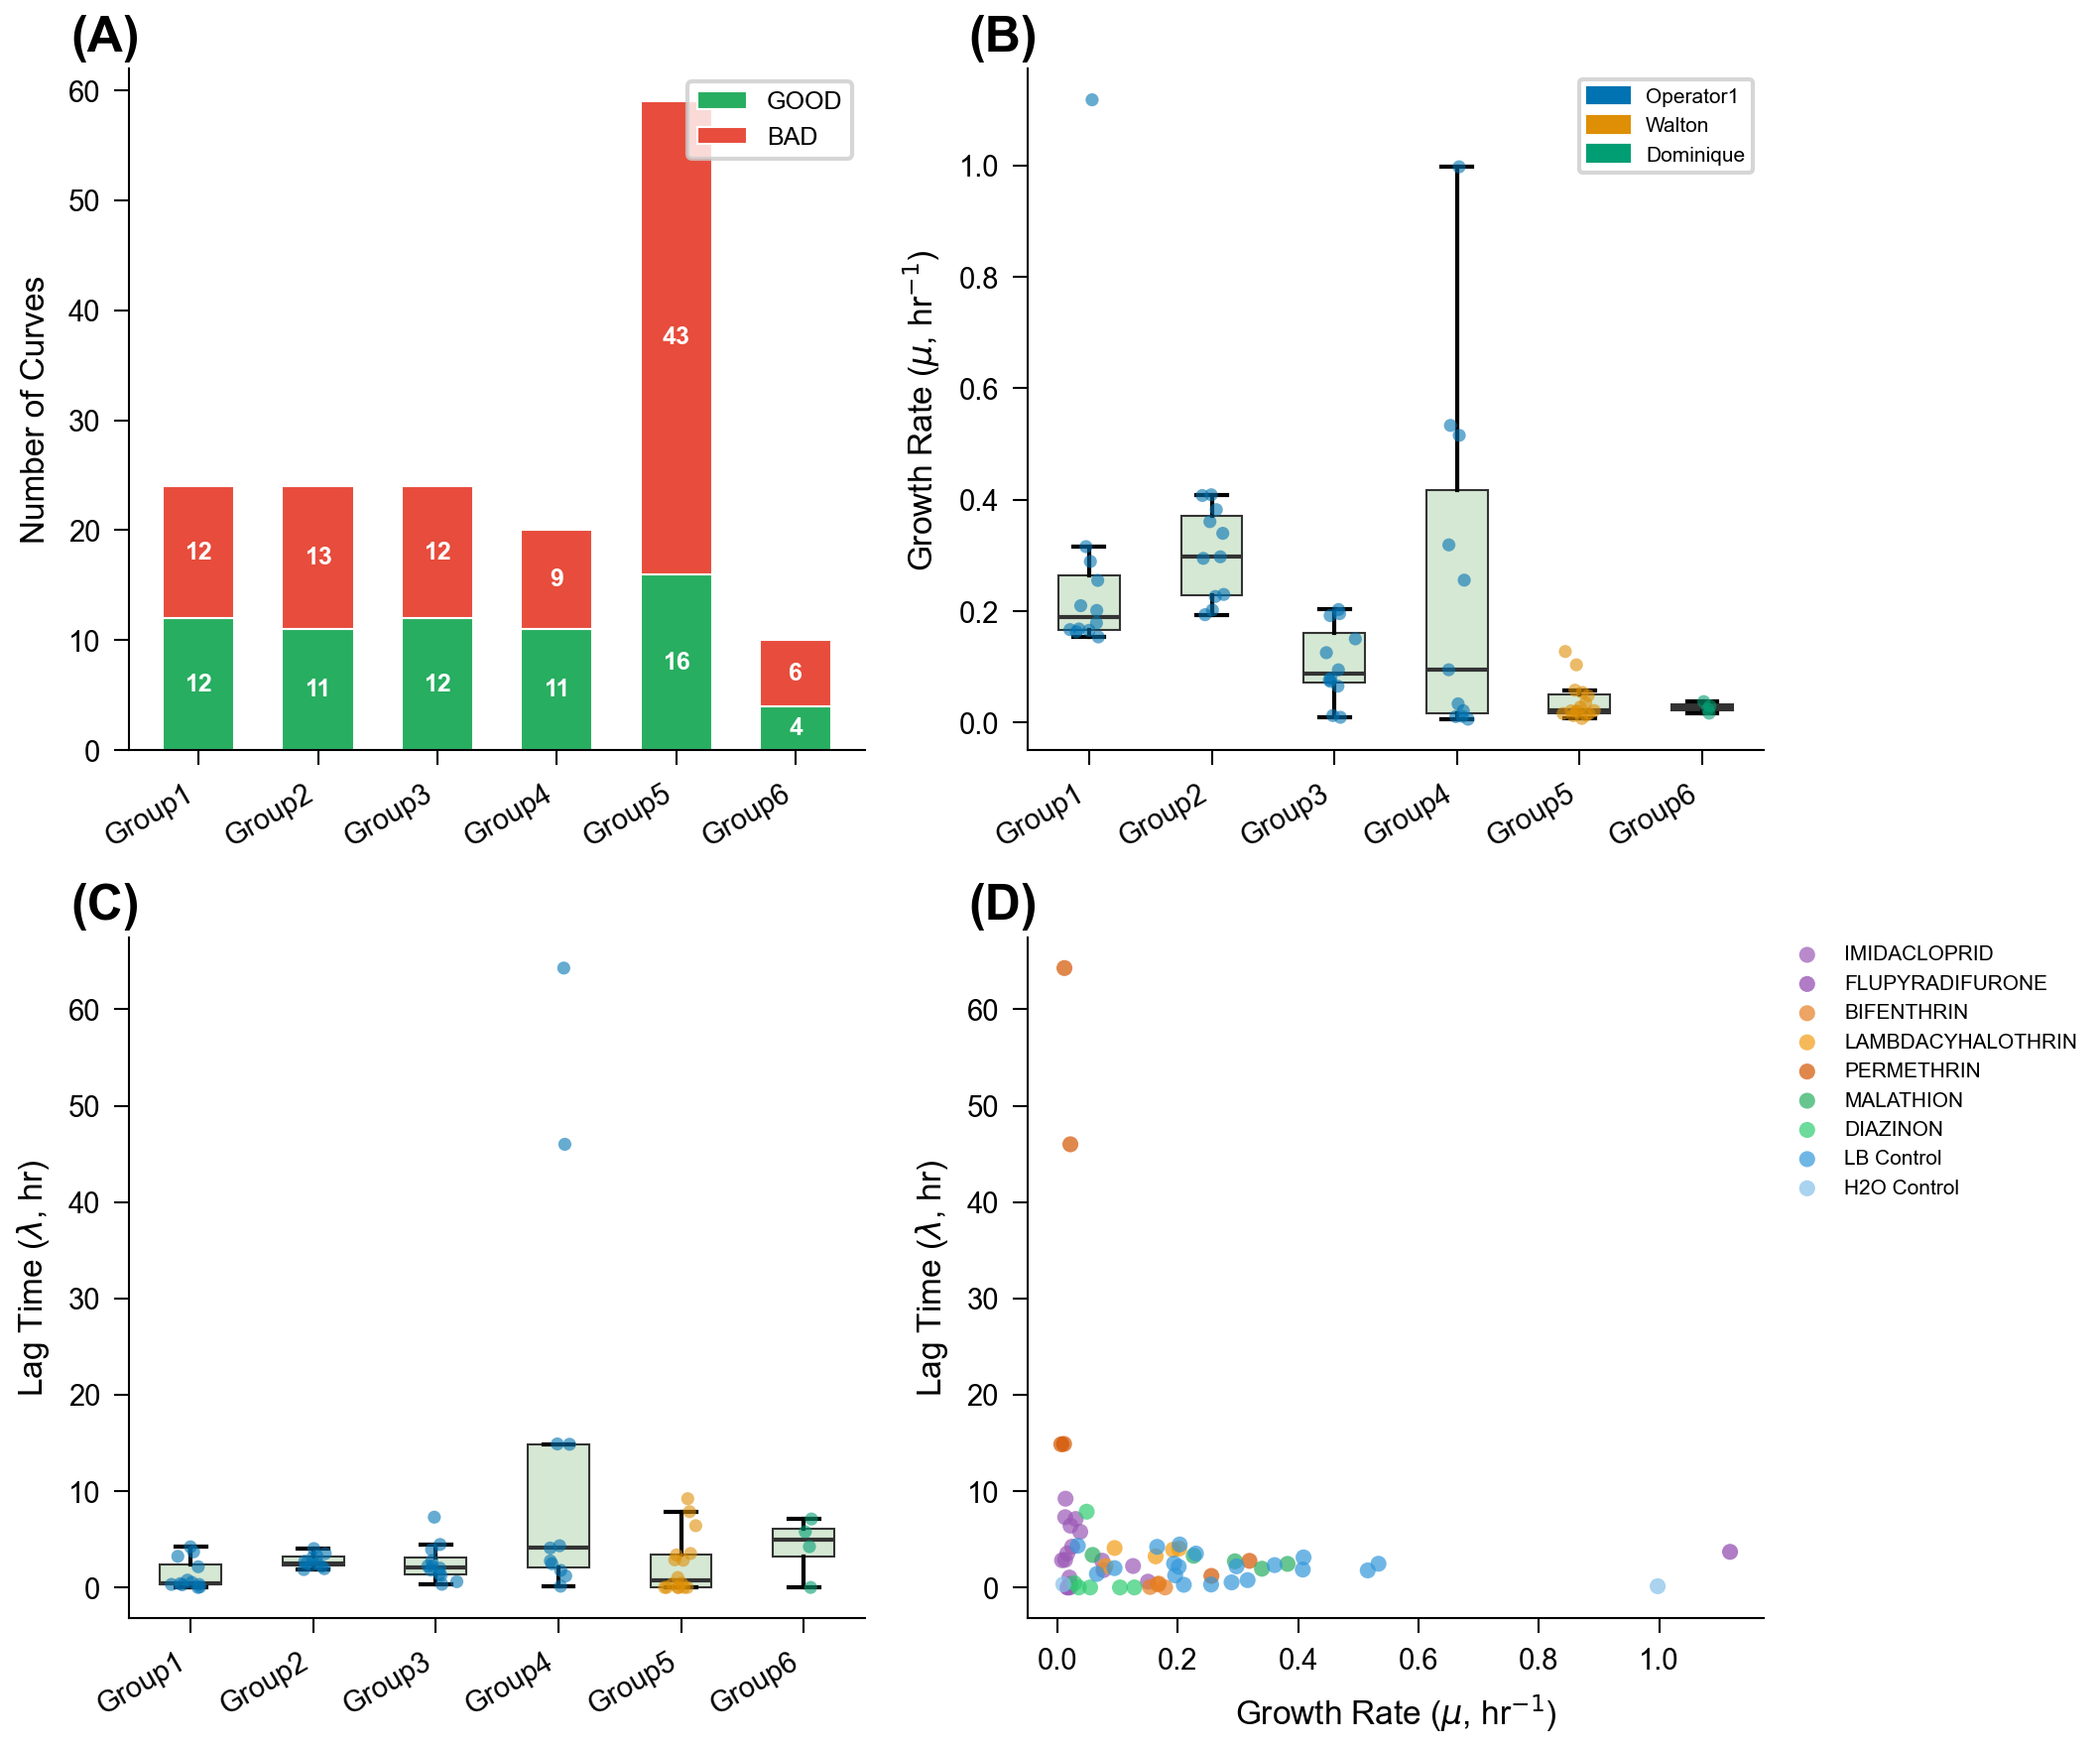 (A)
60
50
40
30
20
10
0
Number of Curves
GOOD
BAD
12
13
12
9
43
6
12
11
12
11
16
4
Group1
Group2
Group3
Group4
Group5
Group6
(B)
1.0
0.8
0.6
0.4
0.2
0.0
Growth Rate (μ, hr⁻¹)
Operator1
Walton
Dominique
Group1
Group2
Group3
Group4
Group5
Group6
(C)
60
50
40
30
20
10
0
Lag Time (λ, hr)
Group1
Group2
Group3
Group4
Group5
Group6
(D)
60
50
40
30
20
10
0
Lag Time (λ, hr)
0.0
0.2
0.4
0.6
0.8
1.0
Growth Rate (μ, hr⁻¹)
IMIDACLOPRID
FLUPYRADIFURONE
BIFENTHRIN
LAMBDACYHALOTHRIN
PERMETHRIN
MALATHION
DIAZINON
LB Control
H2O Control